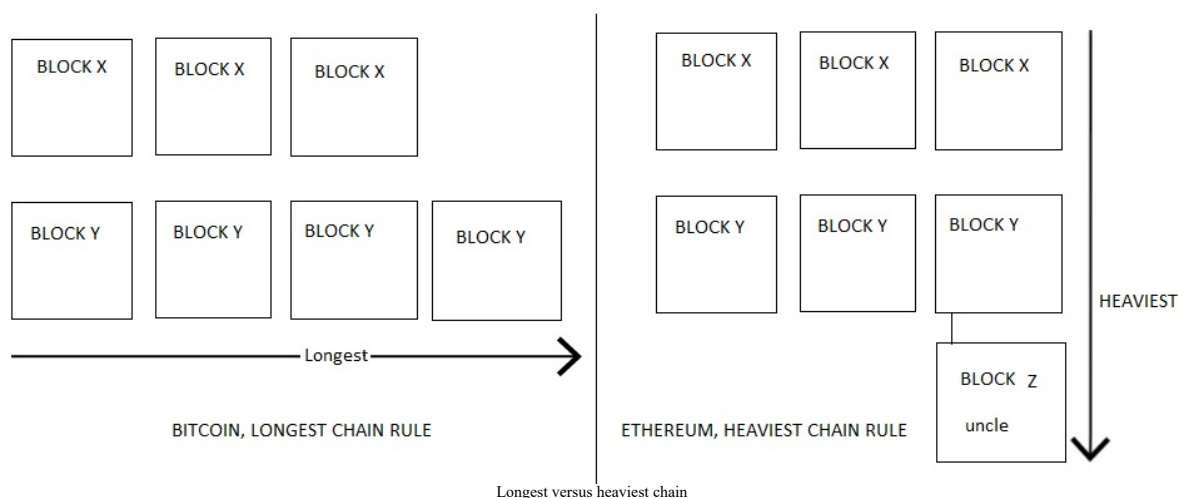 BLOCK X
BLOCK X
BLOCK X
BLOCK Y
BLOCK Y
BLOCK Y
BLOCK Y
Longest
BITCOIN, LONGEST CHAIN RULE
BLOCK X
BLOCK X
BLOCK X
BLOCK Y
BLOCK Y
BLOCK Y
HEAVIEST
BLOCK Z
uncle
ETHEREUM, HEAVIEST CHAIN RULE
Longest versus heaviest chain